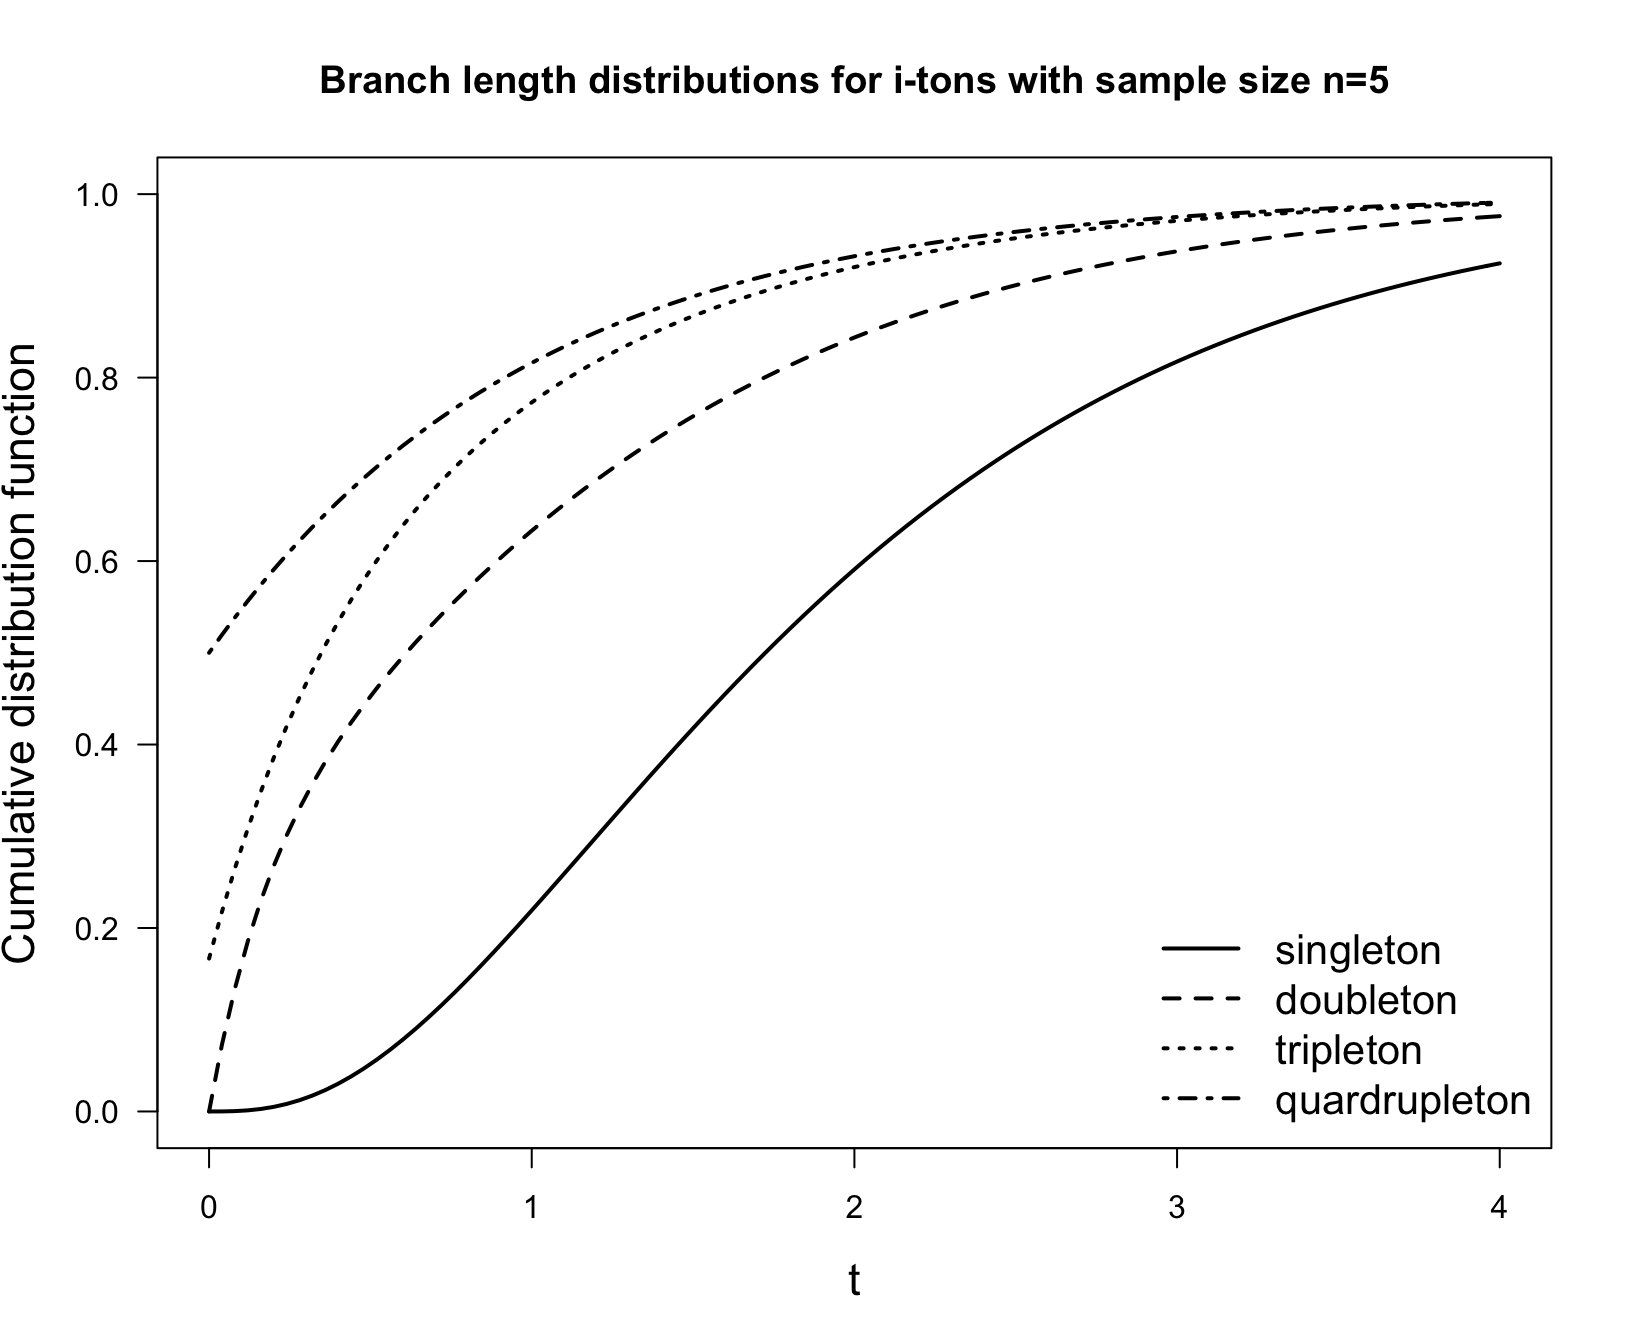 Branch length distributions for i-tons with sample size n=5
Cumulative distribution function
1.0
0.8
0.6
0.4
0.2
0.0
singleton
doubleton
tripleton
quardrupleton
0 1 2 3 4
t